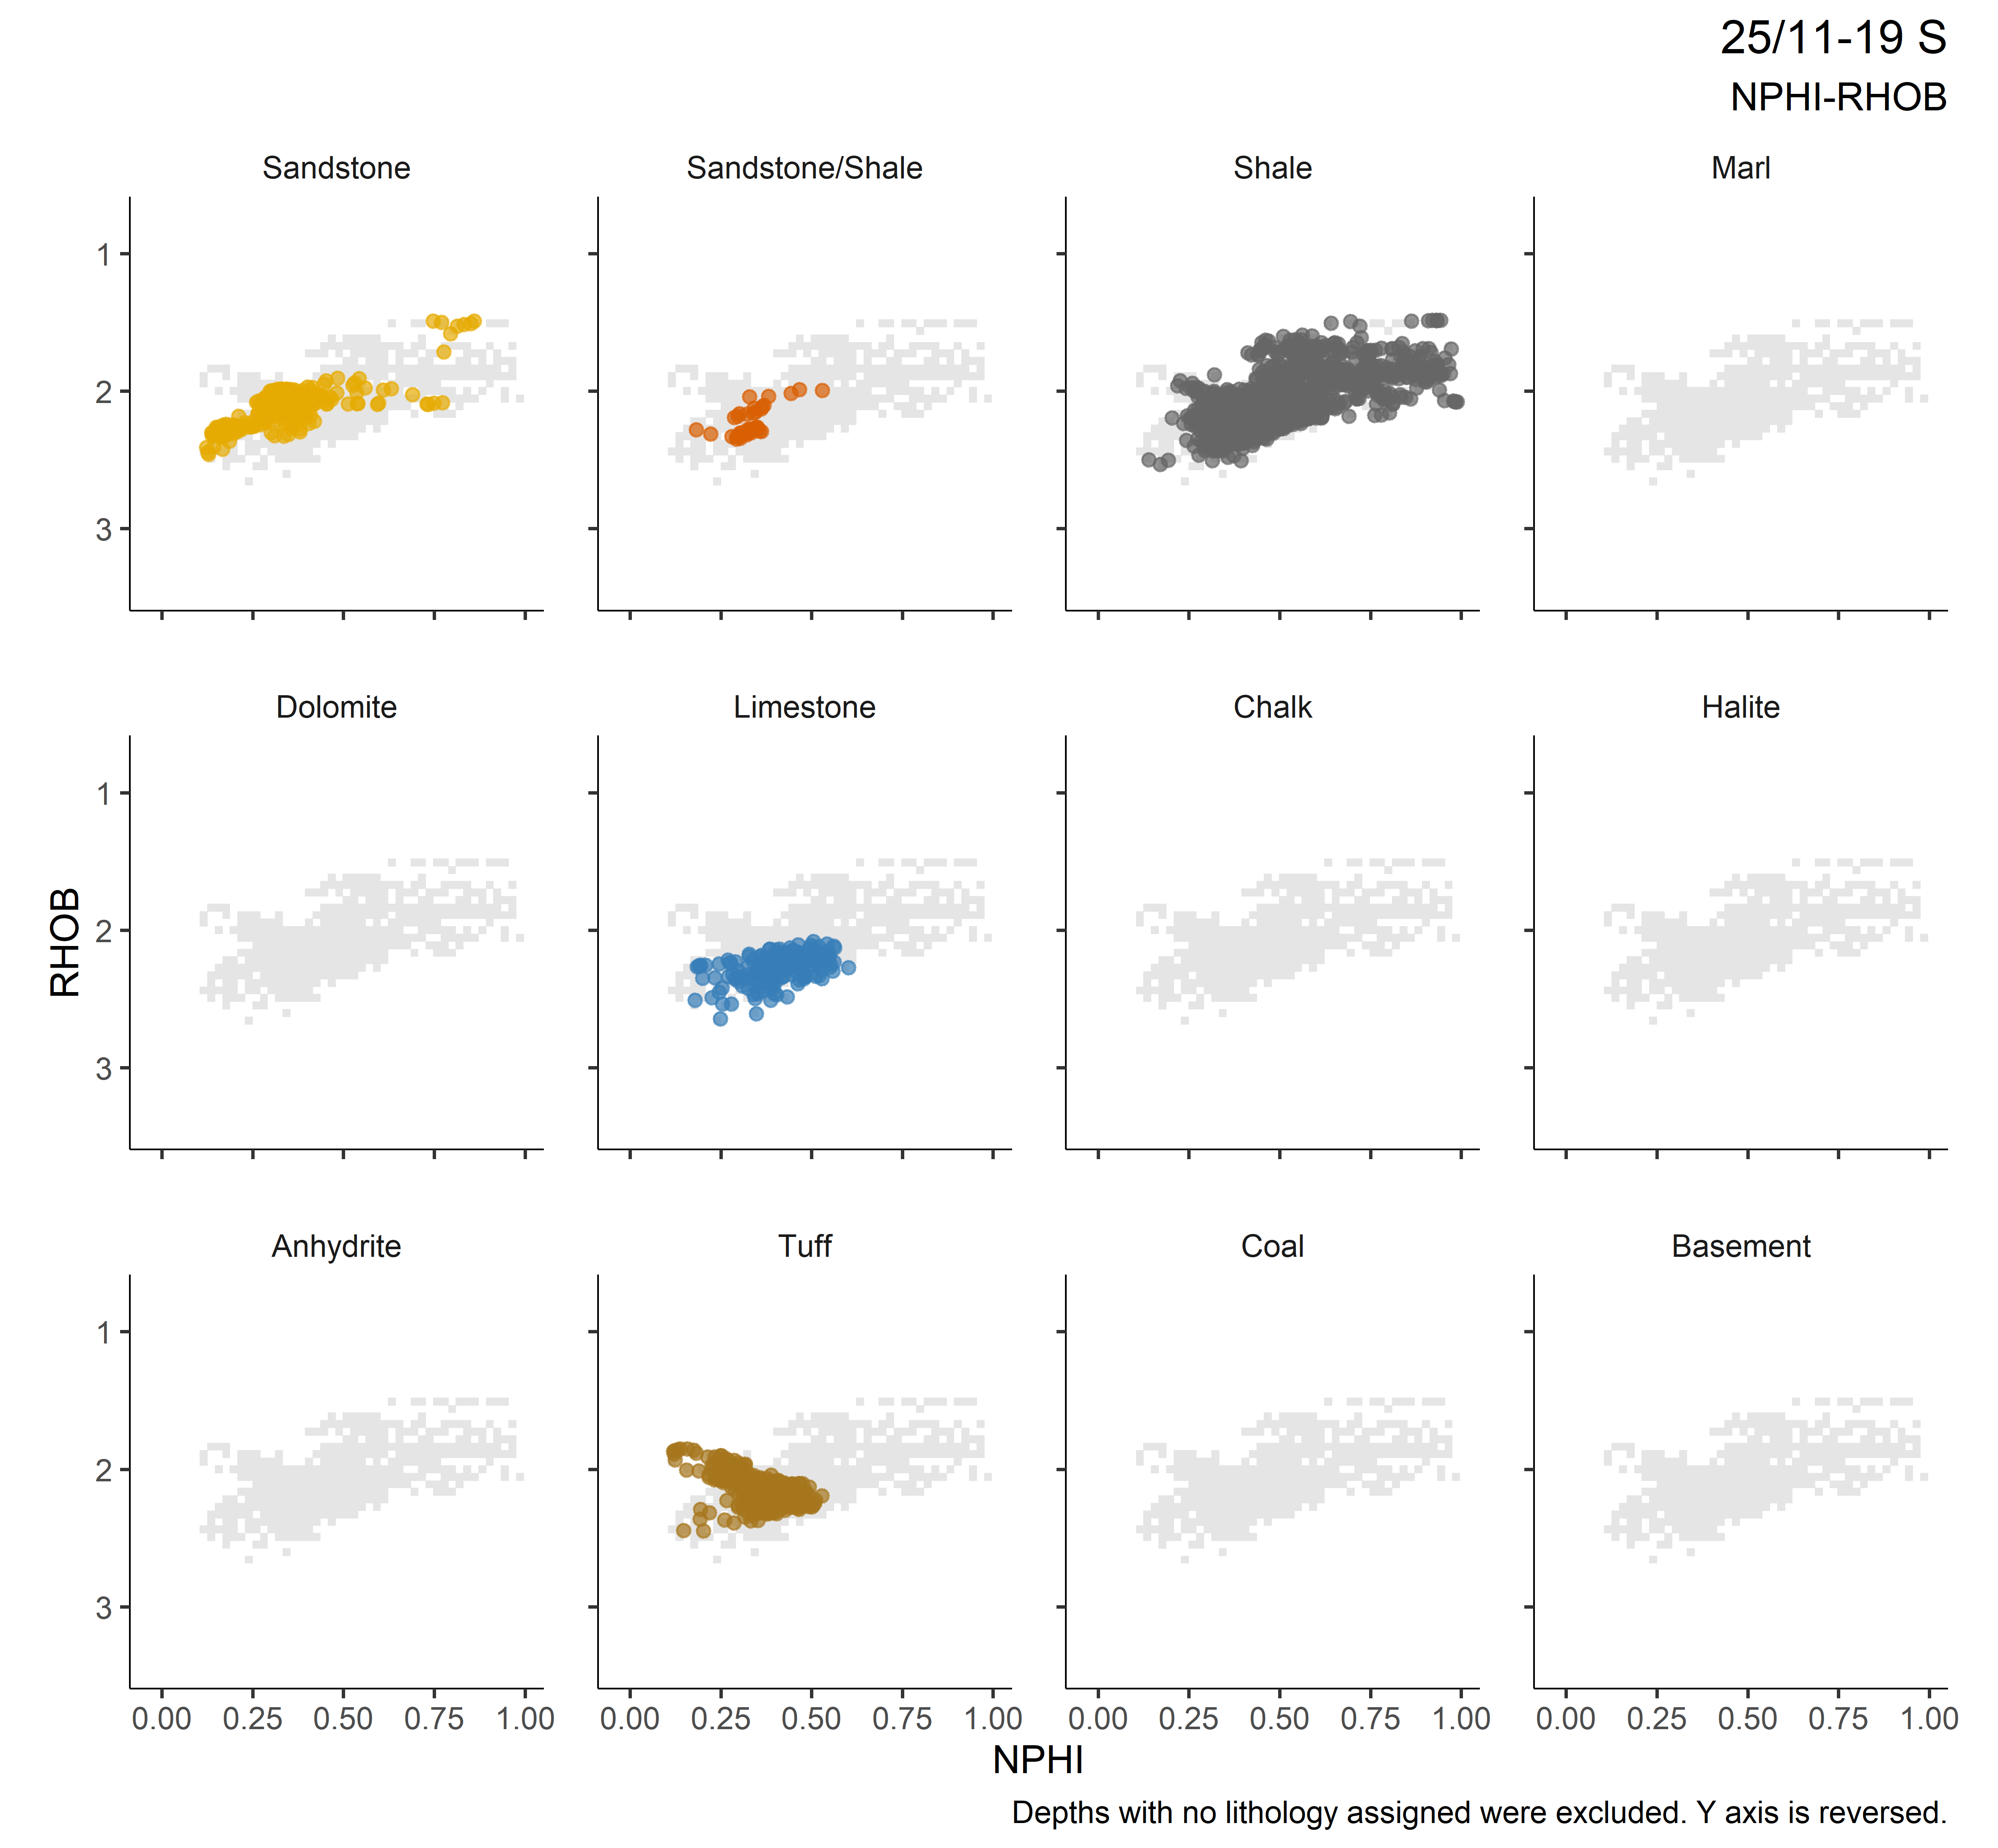 25/11-19 S
NPHI-RHOB
Sandstone Sandstone/Shale Shale Marl
1
2
3
Dolomite Limestone Chalk Halite
RHOB
1
2
3
Anhydrite Tuff Coal Basement
1
2
3
0.00 0.25 0.50 0.75 1.00 0.00 0.25 0.50 0.75 1.00 0.00 0.25 0.50 0.75 1.00 0.00 0.25 0.50 0.75 1.00
NPHI
Depths with no lithology assigned were excluded. Y axis is reversed.